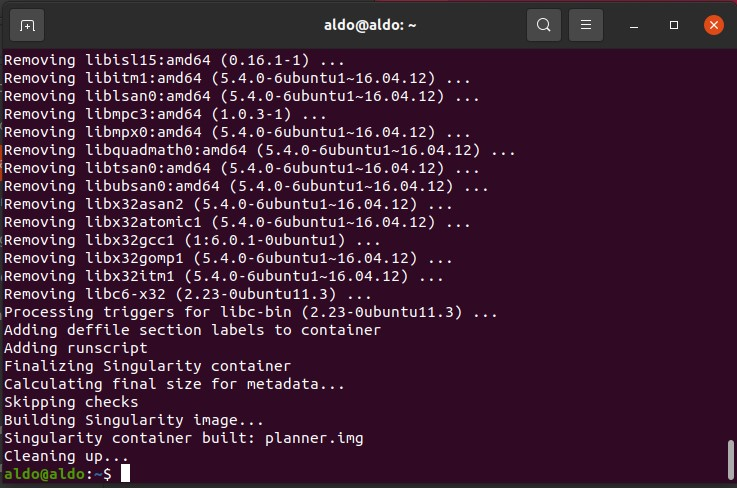 aldo@aldo: ~
Removing libisl15:amd64 (0.16.1-1) ...
Removing libitm1:amd64 (5.4.0-6ubuntu1~16.04.12) ...
Removing liblsan0:amd64 (5.4.0-6ubuntu1~16.04.12) ...
Removing libmpc3:amd64 (1.0.3-1) ...
Removing libmpx0:amd64 (5.4.0-6ubuntu1~16.04.12) ...
Removing libquadmath0:amd64 (5.4.0-6ubuntu1~16.04.12) ...
Removing libtsan0:amd64 (5.4.0-6ubuntu1~16.04.12) ...
Removing libubsan0:amd64 (5.4.0-6ubuntu1~16.04.12) ...
Removing libx32asan2 (5.4.0-6ubuntu1~16.04.12) ...
Removing libx32atomic1 (5.4.0-6ubuntu1~16.04.12) ...
Removing libx32gcc1 (1:6.0.1-0ubuntu1) ...
Removing libx32gomp1 (5.4.0-6ubuntu1~16.04.12) ...
Removing libx32itm1 (5.4.0-6ubuntu1~16.04.12) ...
Removing libc6-x32 (2.23-0ubuntu11.3) ...
Processing triggers for libc-bin (2.23-0ubuntu11.3) ...
Adding deffile section labels to container
Adding runscript
Finalizing Singularity container
Calculating final size for metadata...
Skipping checks
Building Singularity image...
Singularity container built: planner.img
Cleaning up...
aldo@aldo:~$